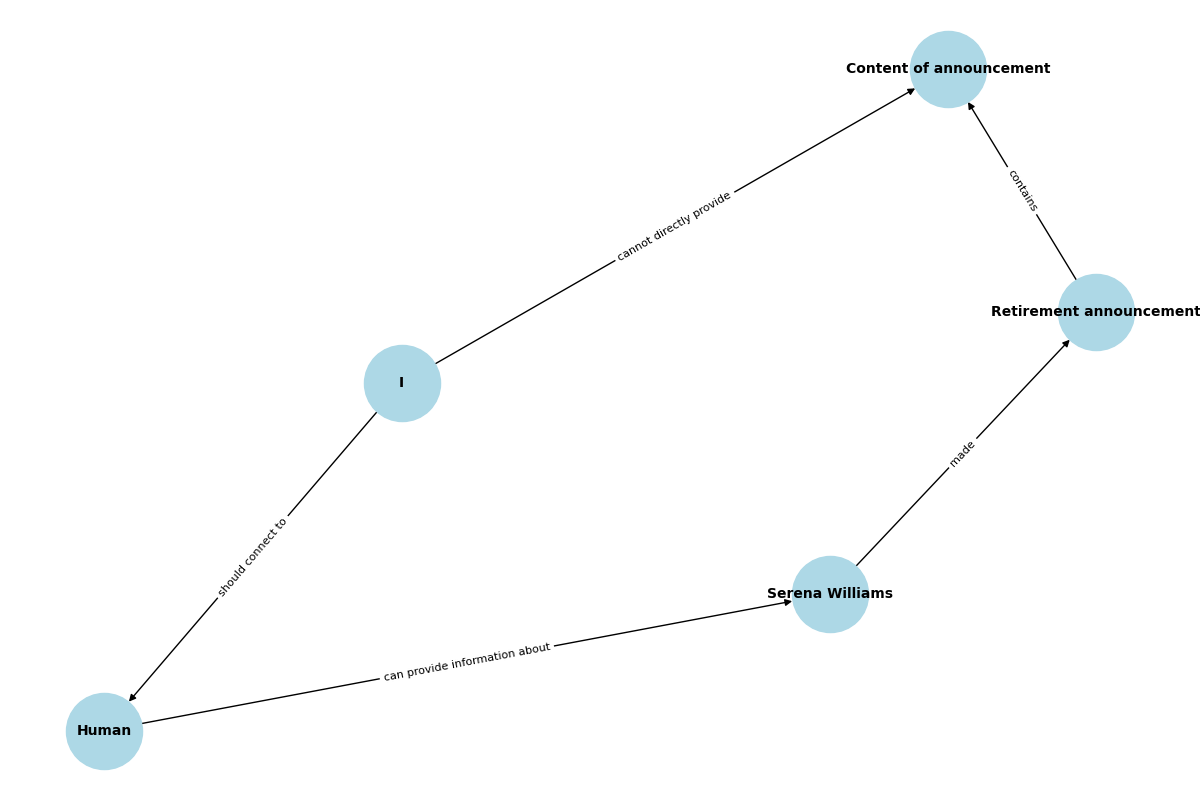 Content of announcement
contains
cannot directly provide
Retirement announcement
I
made
should connect to
Serena Williams
can provide information about
Human